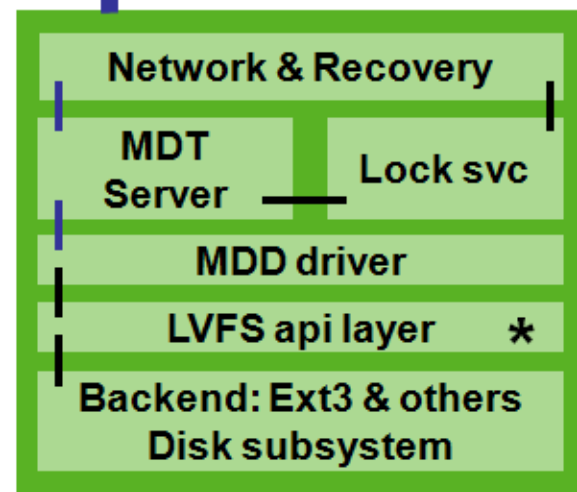 Network & Recovery
MDT
Server
Lock svc
MDD driver
LVFS api layer *
Backend: Ext3 & others
Disk subsystem